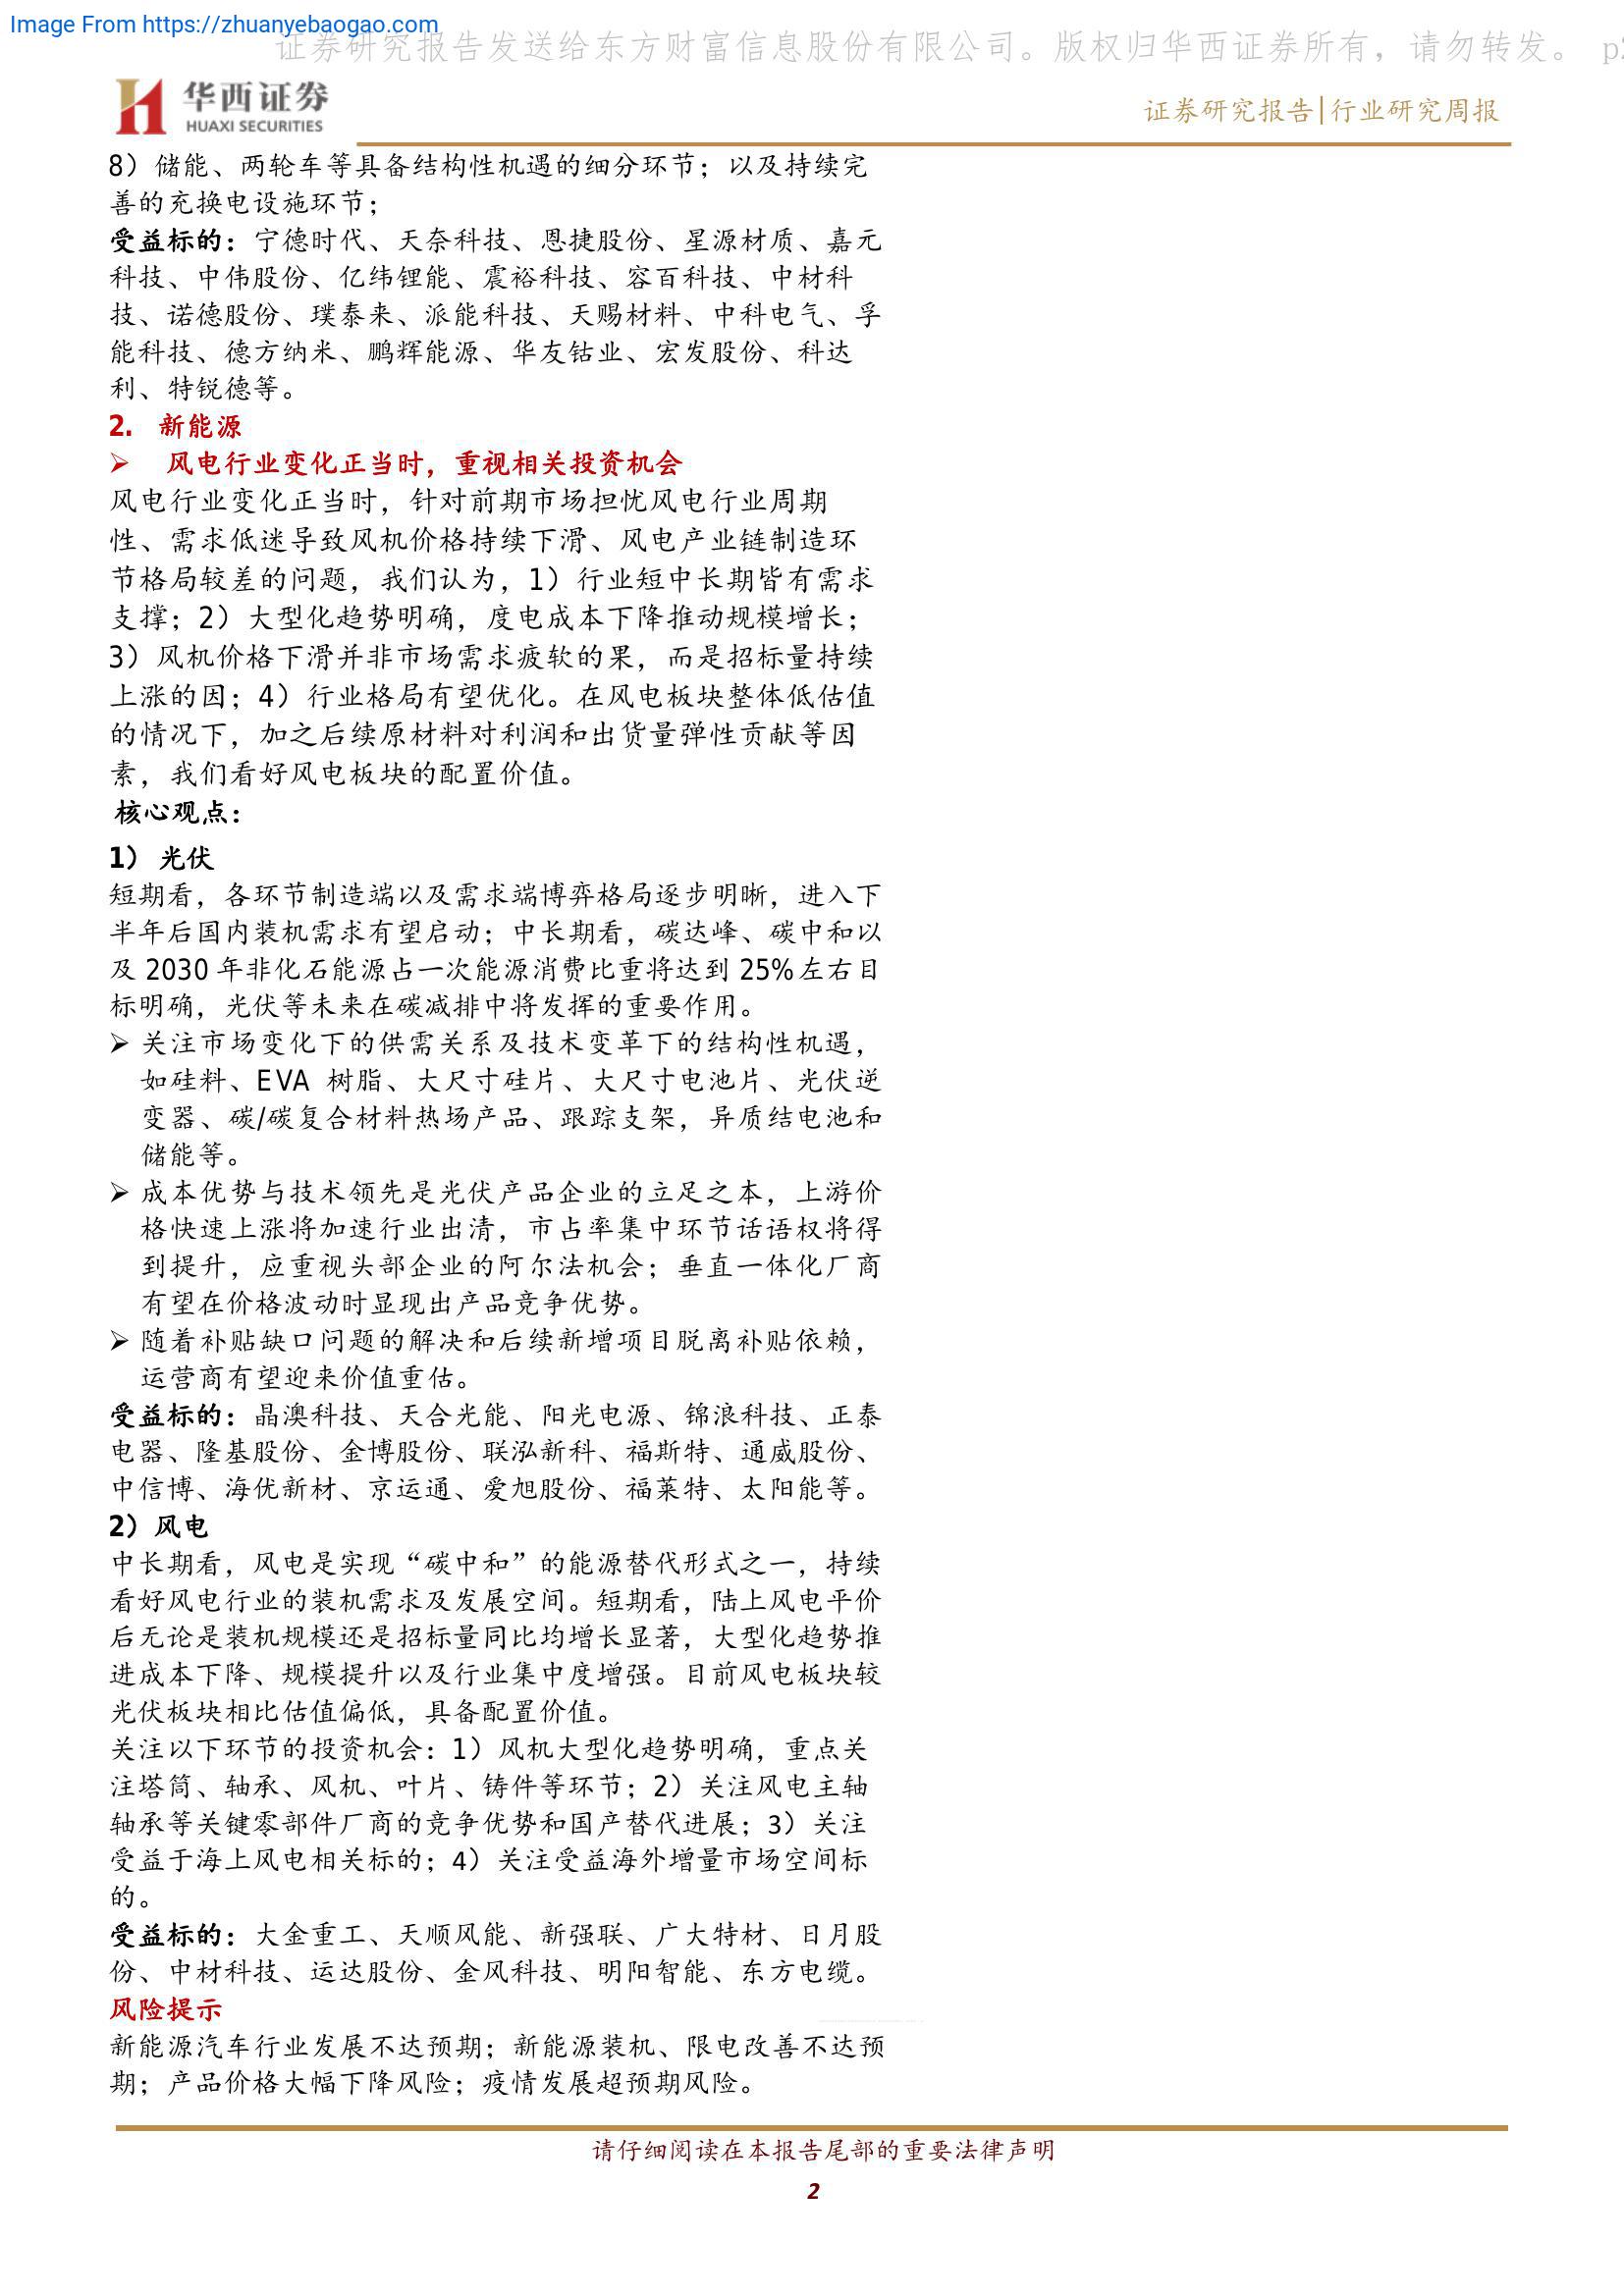 Image From https://zhuanyebaogao.com
证券研究报告发送给东方财富信息股份有限公司。版权归华西证券所有，请勿转发。 p2
华西证券
HUAXI SECURITIES
证券研究报告|行业研究周报
8）储能、两轮车等具备结构性机遇的细分环节；以及持续完
善的充换电设施环节；
受益标的：宁德时代、天奈科技、恩捷股份、星源材质、嘉元
科技、中伟股份、亿纬锂能、震裕科技、容百科技、中材科
技、诺德股份、璞泰来、派能科技、天赐材料、中科电气、孚
能科技、德方纳米、鹏辉能源、华友钴业、宏发股份、科达
利、特锐德等。
2. 新能源
➢ 风电行业变化正当时，重视相关投资机会
风电行业变化正当时，针对前期市场担忧风电行业周期
性、需求低迷导致风机价格持续下滑、风电产业链制造环
节格局较差的问题，我们认为，1）行业短中长期皆有需求
支撑；2）大型化趋势明确，度电成本下降推动规模增长；
3）风机价格下滑并非市场需求疲软的果，而是招标量持续
上涨的因；4）行业格局有望优化。在风电板块整体低估值
的情况下，加之后续原材料对利润和出货量弹性贡献等因
素，我们看好风电板块的配置价值。
核心观点：
1） 光伏
短期看，各环节制造端以及需求端博弈格局逐步明晰，进入下
半年后国内装机需求有望启动；中长期看，碳达峰、碳中和以
及 2030 年非化石能源占一次能源消费比重将达到 25%左右目
标明确，光伏等未来在碳减排中将发挥的重要作用。
➢ 关注市场变化下的供需关系及技术变革下的结构性机遇，
如硅料、EVA 树脂、大尺寸硅片、大尺寸电池片、光伏逆
变器、碳/碳复合材料热场产品、跟踪支架，异质结电池和
储能等。
➢ 成本优势与技术领先是光伏产品企业的立足之本，上游价
格快速上涨将加速行业出清，市占率集中环节话语权将得
到提升，应重视头部企业的阿尔法机会；垂直一体化厂商
有望在价格波动时显现出产品竞争优势。
➢ 随着补贴缺口问题的解决和后续新增项目脱离补贴依赖，
运营商有望迎来价值重估。
受益标的：晶澳科技、天合光能、阳光电源、锦浪科技、正泰
电器、隆基股份、金博股份、联泓新科、福斯特、通威股份、
中信博、海优新材、京运通、爱旭股份、福莱特、太阳能等。
2）风电
中长期看，风电是实现“碳中和”的能源替代形式之一，持续
看好风电行业的装机需求及发展空间。短期看，陆上风电平价
后无论是装机规模还是招标量同比均增长显著，大型化趋势推
进成本下降、规模提升以及行业集中度增强。目前风电板块较
光伏板块相比估值偏低，具备配置价值。
关注以下环节的投资机会：1）风机大型化趋势明确，重点关
注塔筒、轴承、风机、叶片、铸件等环节；2）关注风电主轴
轴承等关键零部件厂商的竞争优势和国产替代进展；3）关注
受益于海上风电相关标的；4）关注受益海外增量市场空间标
的。
受益标的：大金重工、天顺风能、新强联、广大特材、日月股
份、中材科技、运达股份、金风科技、明阳智能、东方电缆。
风险提示
新能源汽车行业发展不达预期；新能源装机、限电改善不达预
期；产品价格大幅下降风险；疫情发展超预期风险。
请仔细阅读在本报告尾部的重要法律声明
2